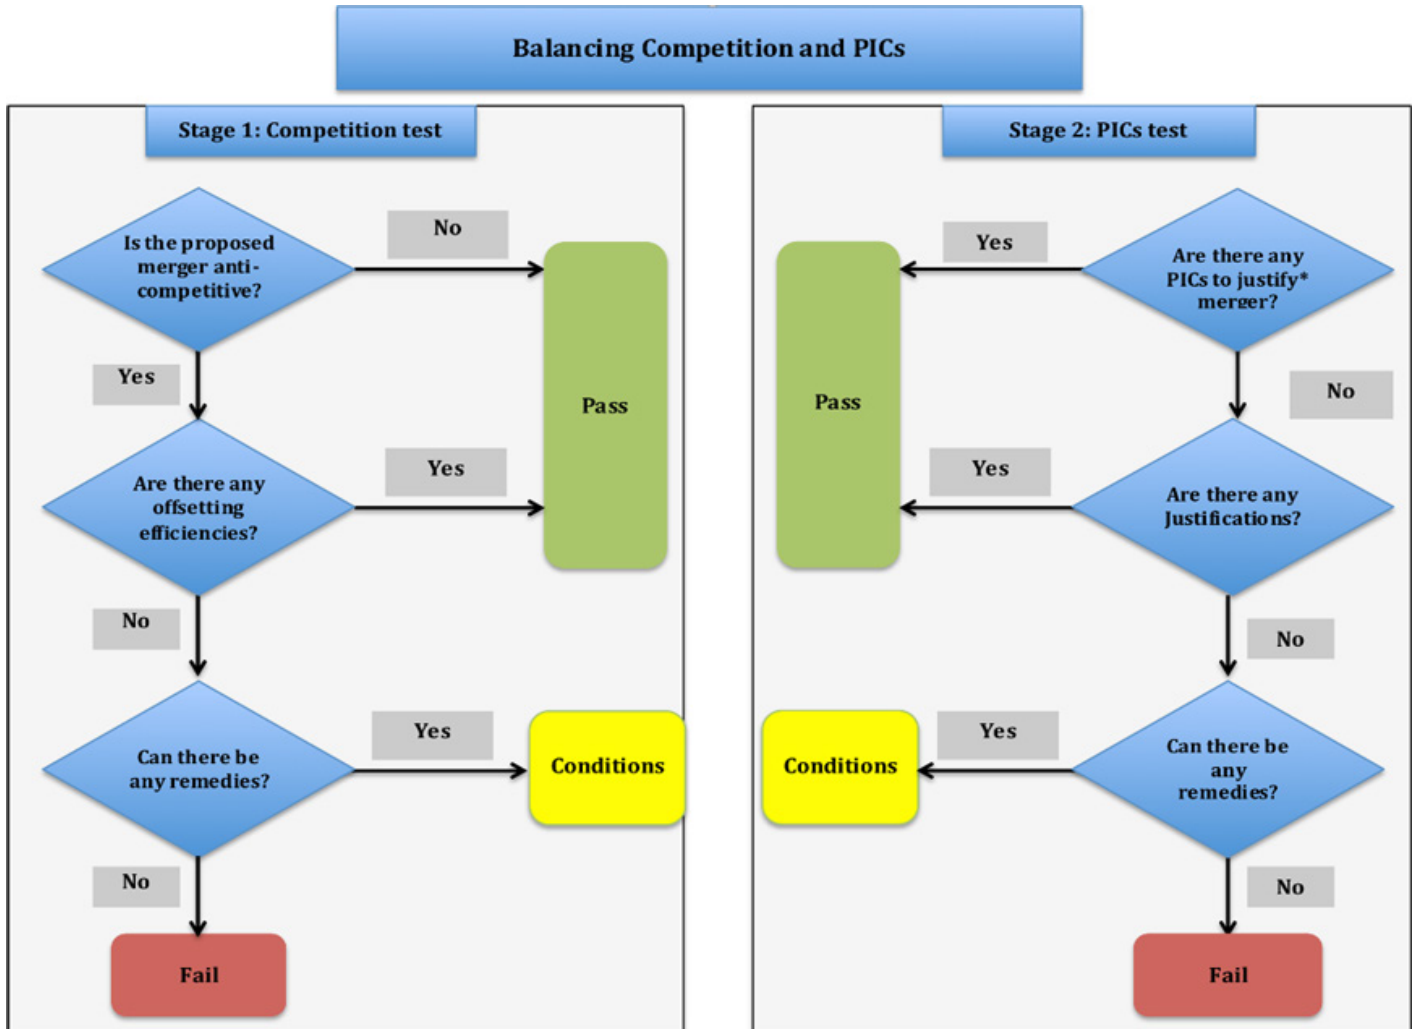 Balancing Competition and PICs
Stage 1: Competition test
Is the proposed
merger anti-
competitive?
No
Yes
Pass
Are there any
offsetting
efficiencies?
Yes
No
Can there be
any remedies?
Yes
Conditions
No
Fail
Stage 2: PICs test
Are there any
PICs to justify*
merger?
Yes
No
Pass
Are there any
Justifications?
Yes
No
Can there be
any
remedies?
Yes
Conditions
No
Fail